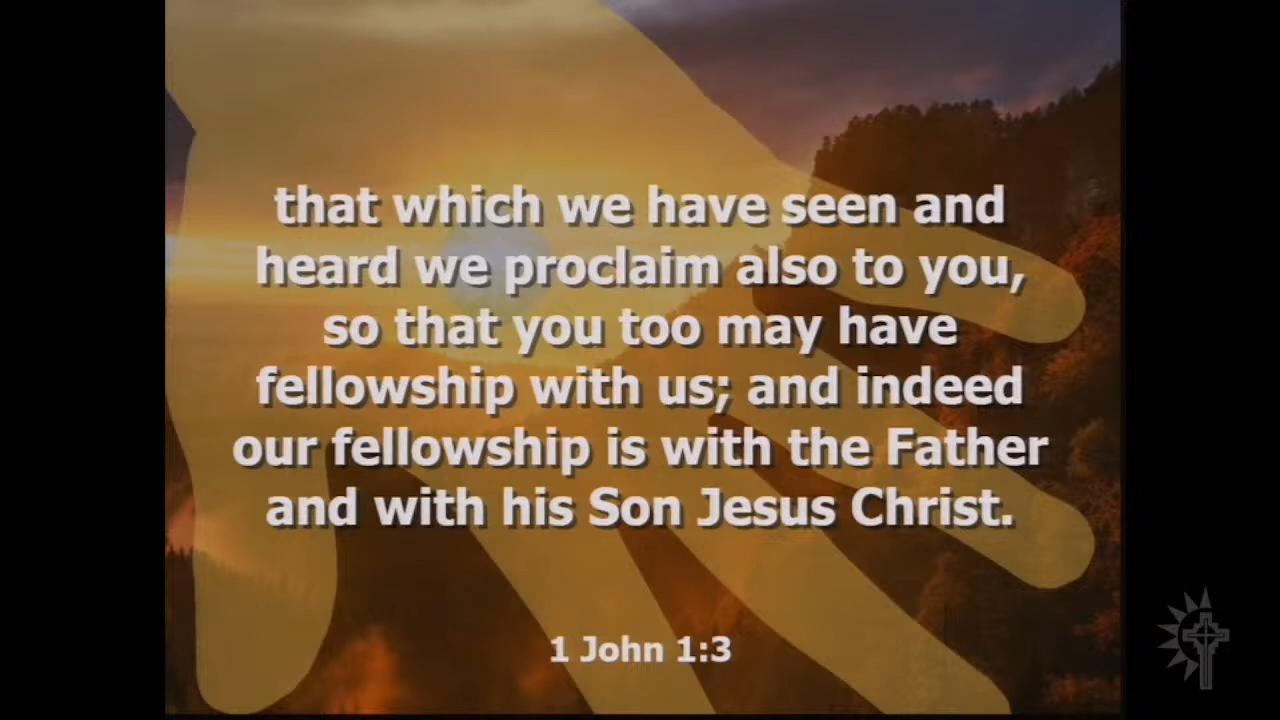 that which we have seen and
heard we proclaim also to you,
so that you too may have
fellowship with us; and indeed
our fellowship is with the Father
and with his Son Jesus Christ.
1 John 1:3